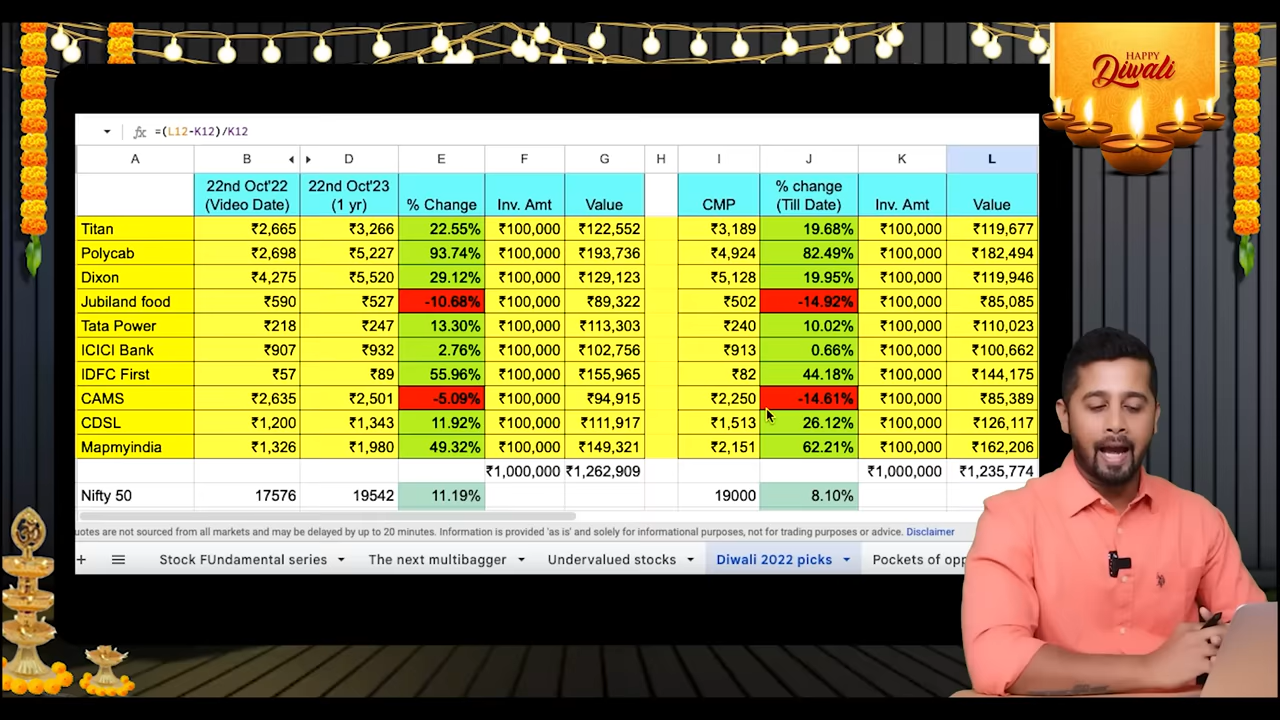 HAPPY
Diwali
fx =(L12-K12)/K12
A B D E F G H I J K L
22nd Oct'22 (Video Date) 22nd Oct'23 (1 yr) % Change Inv. Amt Value CMP % change (Till Date) Inv. Amt Value
Titan ₹2,665 ₹3,266 22.55% ₹100,000 ₹122,552 ₹3,189 19.68% ₹100,000 ₹119,677
Polycab ₹2,698 ₹5,227 93.74% ₹100,000 ₹193,736 ₹4,924 82.49% ₹100,000 ₹182,494
Dixon ₹4,275 ₹5,520 29.12% ₹100,000 ₹129,123 ₹5,128 19.95% ₹100,000 ₹119,946
Jubiland food ₹590 ₹527 -10.68% ₹100,000 ₹89,322 ₹502 -14.92% ₹100,000 ₹85,085
Tata Power ₹218 ₹247 13.30% ₹100,000 ₹113,303 ₹240 10.02% ₹100,000 ₹110,023
ICICI Bank ₹907 ₹932 2.76% ₹100,000 ₹102,756 ₹913 0.66% ₹100,000 ₹100,662
IDFC First ₹57 ₹89 55.96% ₹100,000 ₹155,965 ₹82 44.18% ₹100,000 ₹144,175
CAMS ₹2,635 ₹2,501 -5.09% ₹100,000 ₹94,915 ₹2,250 -14.61% ₹100,000 ₹85,389
CDSL ₹1,200 ₹1,343 11.92% ₹100,000 ₹111,917 ₹1,513 26.12% ₹100,000 ₹126,117
Mapmyindia ₹1,326 ₹1,980 49.32% ₹100,000 ₹149,321 ₹2,151 62.21% ₹100,000 ₹162,206
₹1,000,000 ₹1,262,909 ₹1,000,000 ₹1,235,774
Nifty 50 17576 19542 11.19% 19000 8.10%
uotes are not sourced from all markets and may be delayed by up to 20 minutes. Information is provided 'as is' and solely for informational purposes, not for trading purposes or advice. Disclaimer
+ Stock FUndamental series The next multibagger Undervalued stocks Diwali 2022 picks Pockets of opp